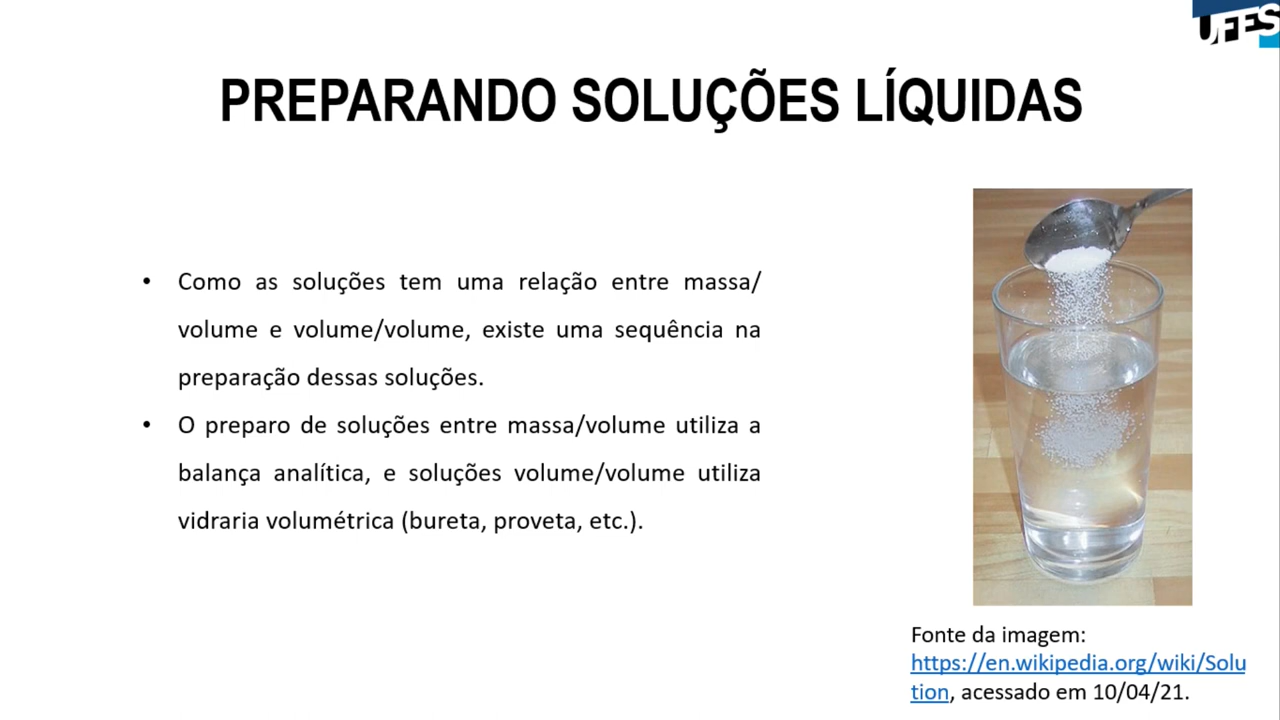 UFES
PREPARANDO SOLUÇÕES LÍQUIDAS
• Como as soluções tem uma relação entre massa/
volume e volume/volume, existe uma sequência na
preparação dessas soluções.
• O preparo de soluções entre massa/volume utiliza a
balança analítica, e soluções volume/volume utiliza
vidraria volumétrica (bureta, proveta, etc.).
Fonte da imagem:
https://en.wikipedia.org/wiki/Solu
tion, acessado em 10/04/21.